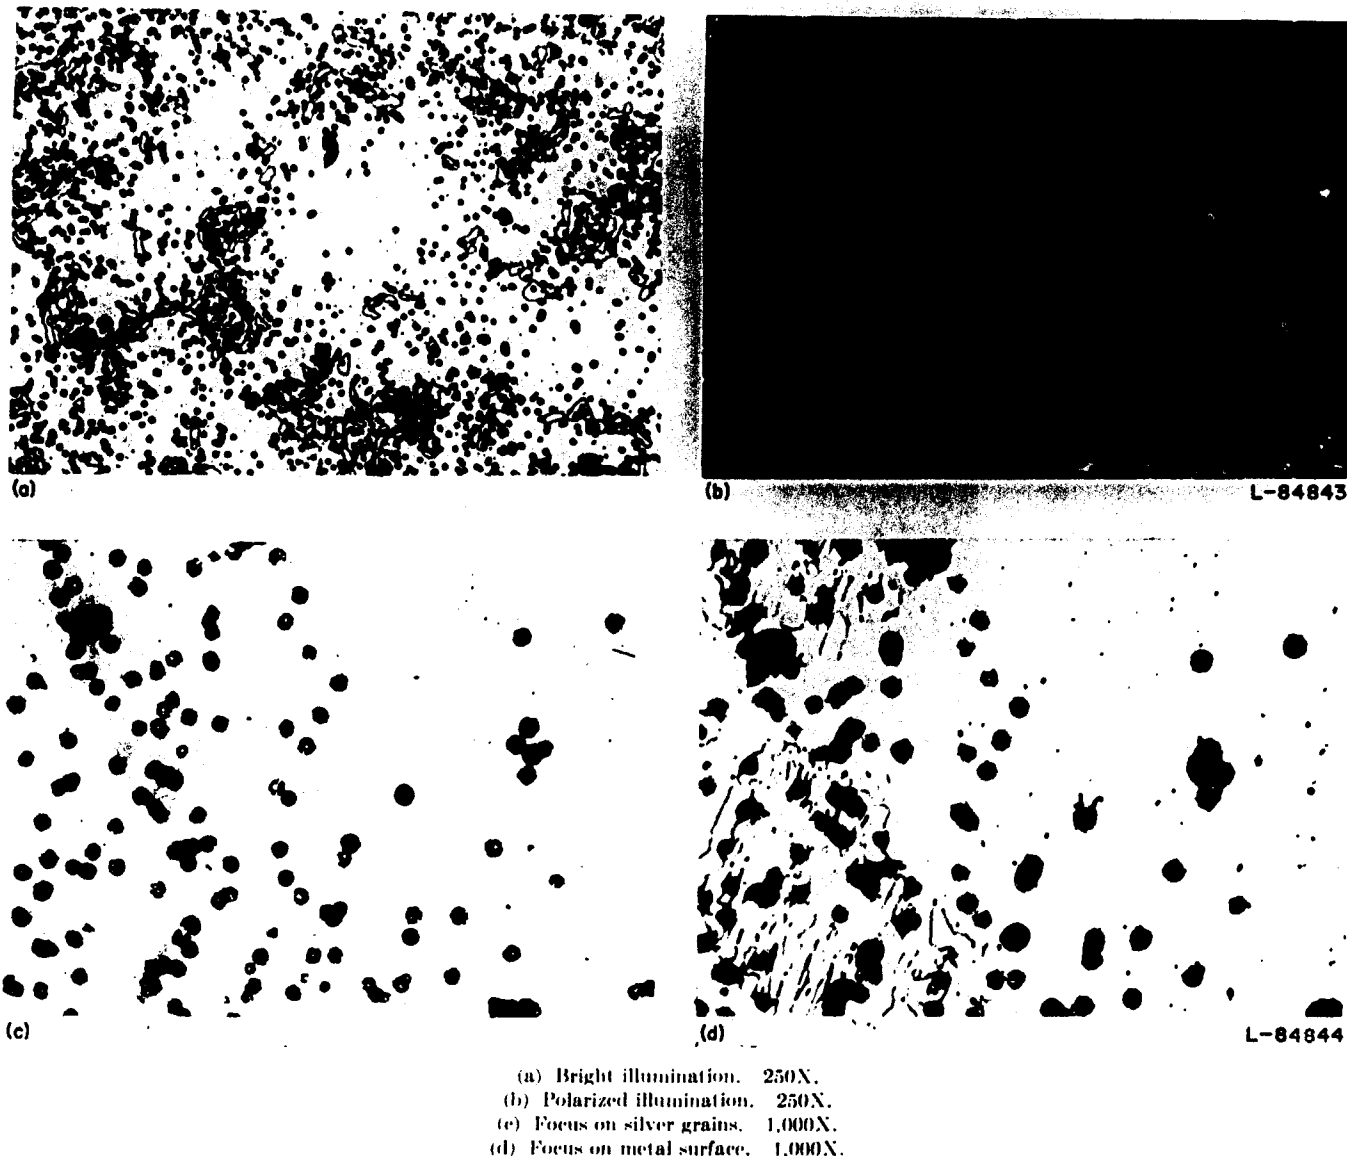 (a)
(b) L-84843
(c)
(d) L-84844
(a) Bright illumination. 250X.
(b) Polarized illumination. 250X.
(c) Focus on silver grains. 1,000X.
(d) Focus on metal surface. 1,000X.